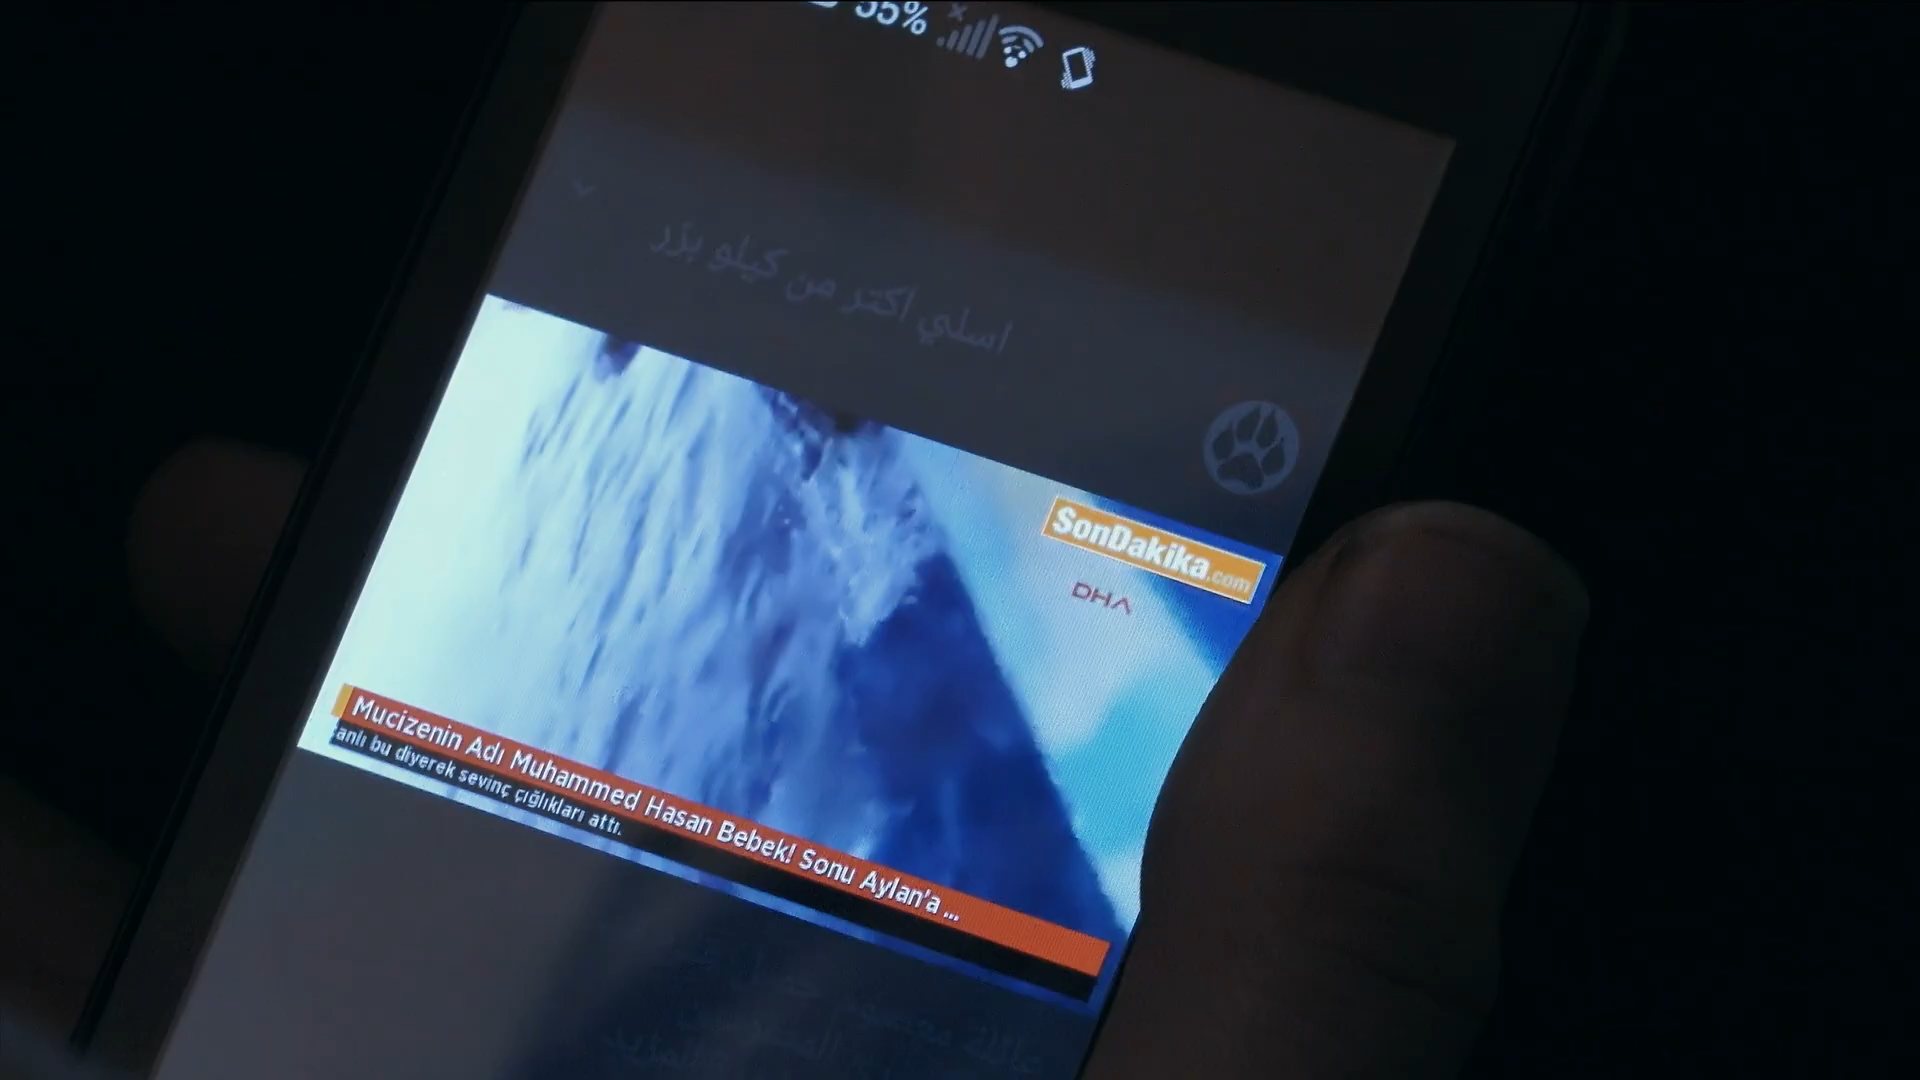 55%
اسلي اكتر من كيلو بزر
SonDakika.com
DHA
Mucizenin Adı Muhammed Hasan Bebek! Sonu Aylan'a ...
anlı bu diyerek sevinç çığlıkları attı.